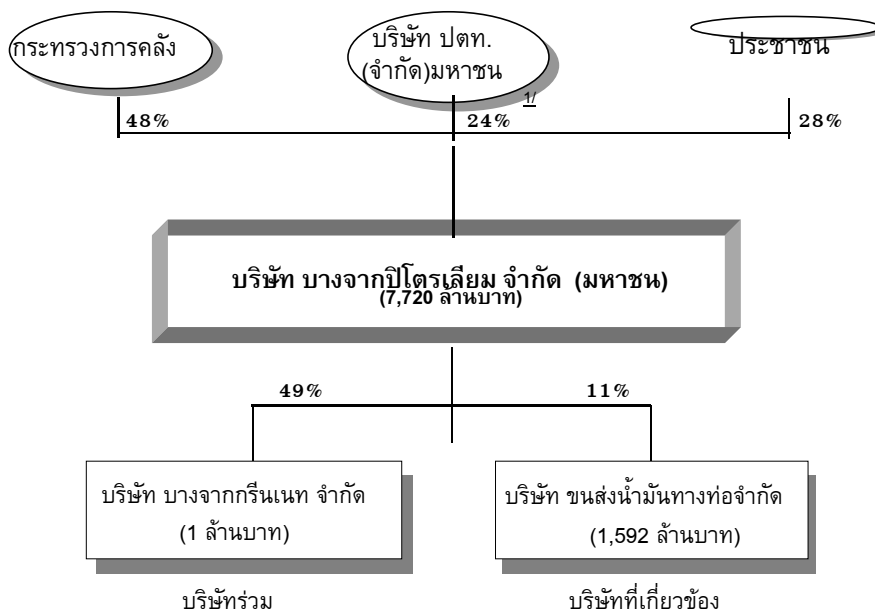 กระทรวงการคลัง
บริษัท ปตท.
(จำกัด)มหาชน
ประชาชน
1/
48%
24%
28%
บริษัท บางจากปิโตรเลียม จำกัด (มหาชน)
(7,720 ล้านบาท)
49%
11%
บริษัท บางจากกรีนเนท จำกัด
(1 ล้านบาท)
บริษัท ขนส่งน้ำมันทางท่อจำกัด
(1,592 ล้านบาท)
บริษัทร่วม
บริษัทที่เกี่ยวข้อง